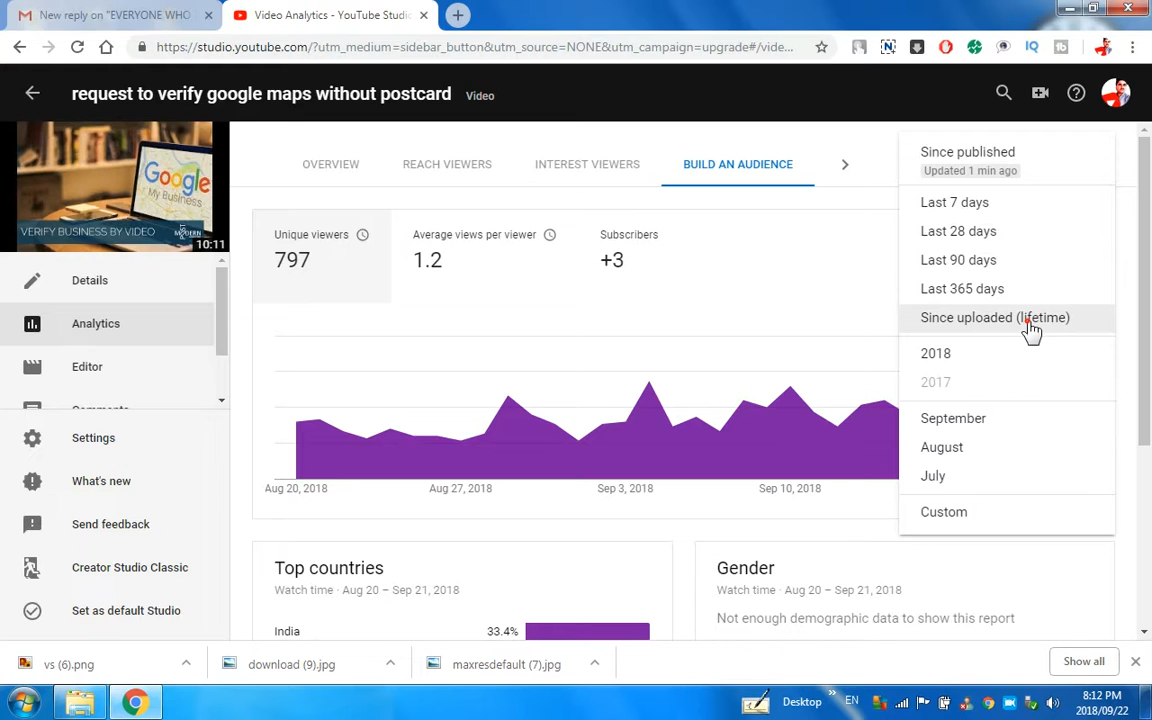 New reply on "EVERYONE WHO
Video Analytics - YouTube Studio
https://studio.youtube.com/?utm_medium=sidebar_button&utm_source=NONE&utm_campaign=upgrade#/vide...
request to verify google maps without postcard Video
Google
My Business
VERIFY BUSINESS BY VIDEO
10:11
Details
Analytics
Editor
Comments
Settings
What's new
Send feedback
Creator Studio Classic
Set as default Studio
OVERVIEW REACH VIEWERS INTEREST VIEWERS BUILD AN AUDIENCE
Unique viewers Average views per viewer Subscribers
797 1.2 +3
Aug 20, 2018 Aug 27, 2018 Sep 3, 2018 Sep 10, 2018
Since published
Updated 1 min ago
Last 7 days
Last 28 days
Last 90 days
Last 365 days
Since uploaded (lifetime)
2018
2017
September
August
July
Custom
Top countries
Watch time · Aug 20 – Sep 21, 2018
India 33.4%
Gender
Watch time · Aug 20 – Sep 21, 2018
Not enough demographic data to show this report
vs (6).png download (9).jpg maxresdefault (7).jpg Show all
Desktop EN 8:12 PM
2018/09/22